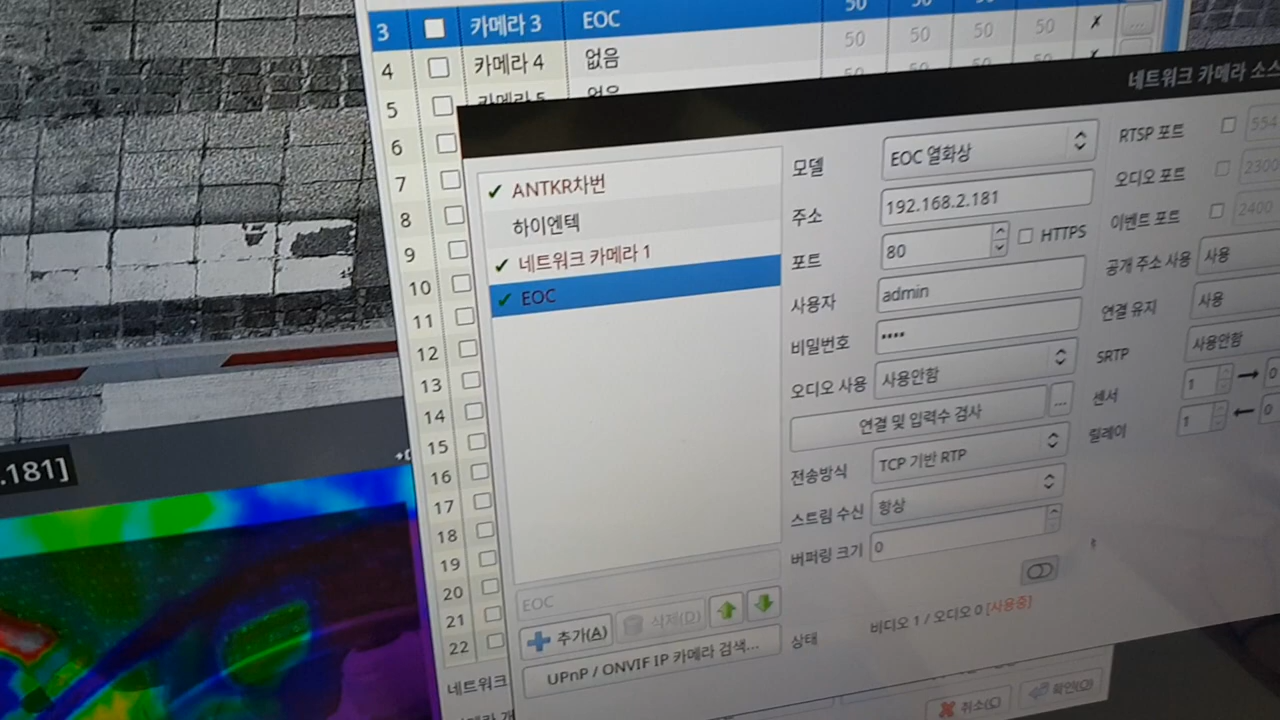 3 카메라 3 EOC 50 50 50 50 ✗ ...
4 카메라 4 없음 50 50 50 50
5 카메라 5 없음
6
7
8
9
10
11
12
13
14
15
16
17
18
19
20
21
22
네트워크 카메라 소스
ANTKR차번
하이엔텍
네트워크 카메라 1
EOC
EOC
추가(A) 삭제(D)
UPnP / ONVIF IP 카메라 검색...
모델 EOC 열화상
주소 192.168.2.181
포트 80 HTTPS
사용자 admin
비밀번호 ••••
오디오 사용 사용안함
연결 및 입력수 검사 ...
전송방식 TCP 기반 RTP
스트림 수신 항상
버퍼링 크기 0
상태 비디오 1 / 오디오 0 [사용중]
RTSP 포트 554
오디오 포트 2300
이벤트 포트 2400
공개 주소 사용 사용
연결 유지 사용
SRTP 사용안함
센서 1 → 0
릴레이 1 ← 0
네트워크
취소(C) 확인(O)
.181]